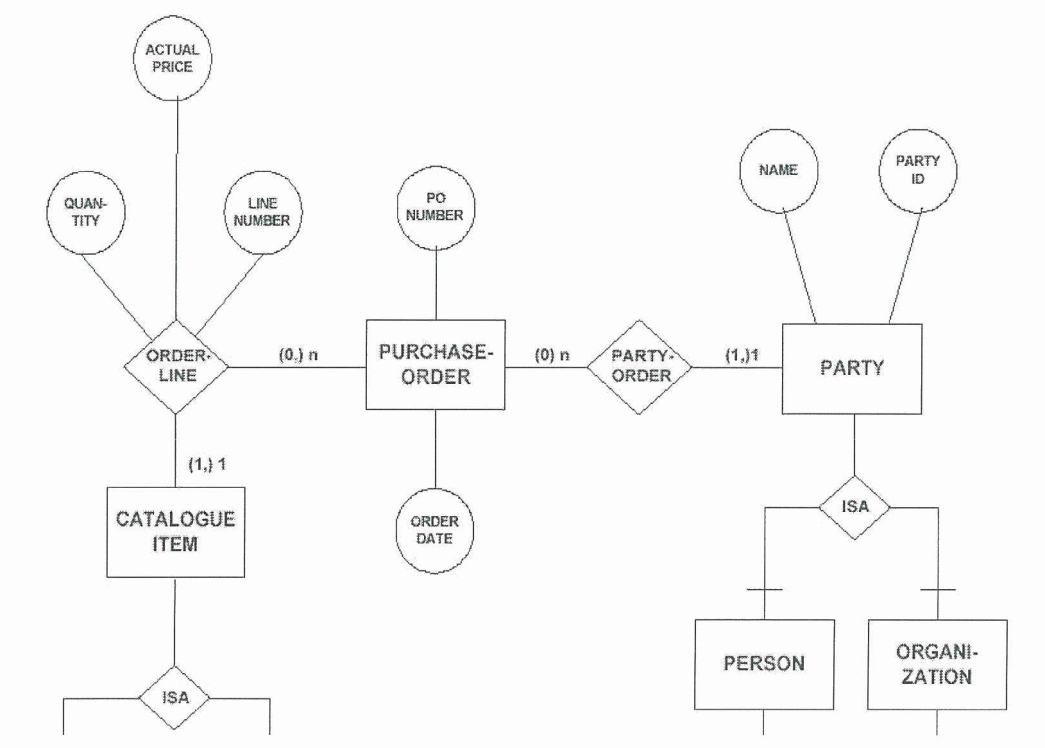 ACTUAL
PRICE
QUAN-
TITY
LINE
NUMBER
PO
NUMBER
NAME
PARTY
ID
ORDER-
LINE
(0,) n
PURCHASE-
ORDER
(0) n
PARTY-
ORDER
(1,)1
PARTY
(1,) 1
CATALOGUE
ITEM
ORDER
DATE
ISA
PERSON
ORGANI-
ZATION
ISA